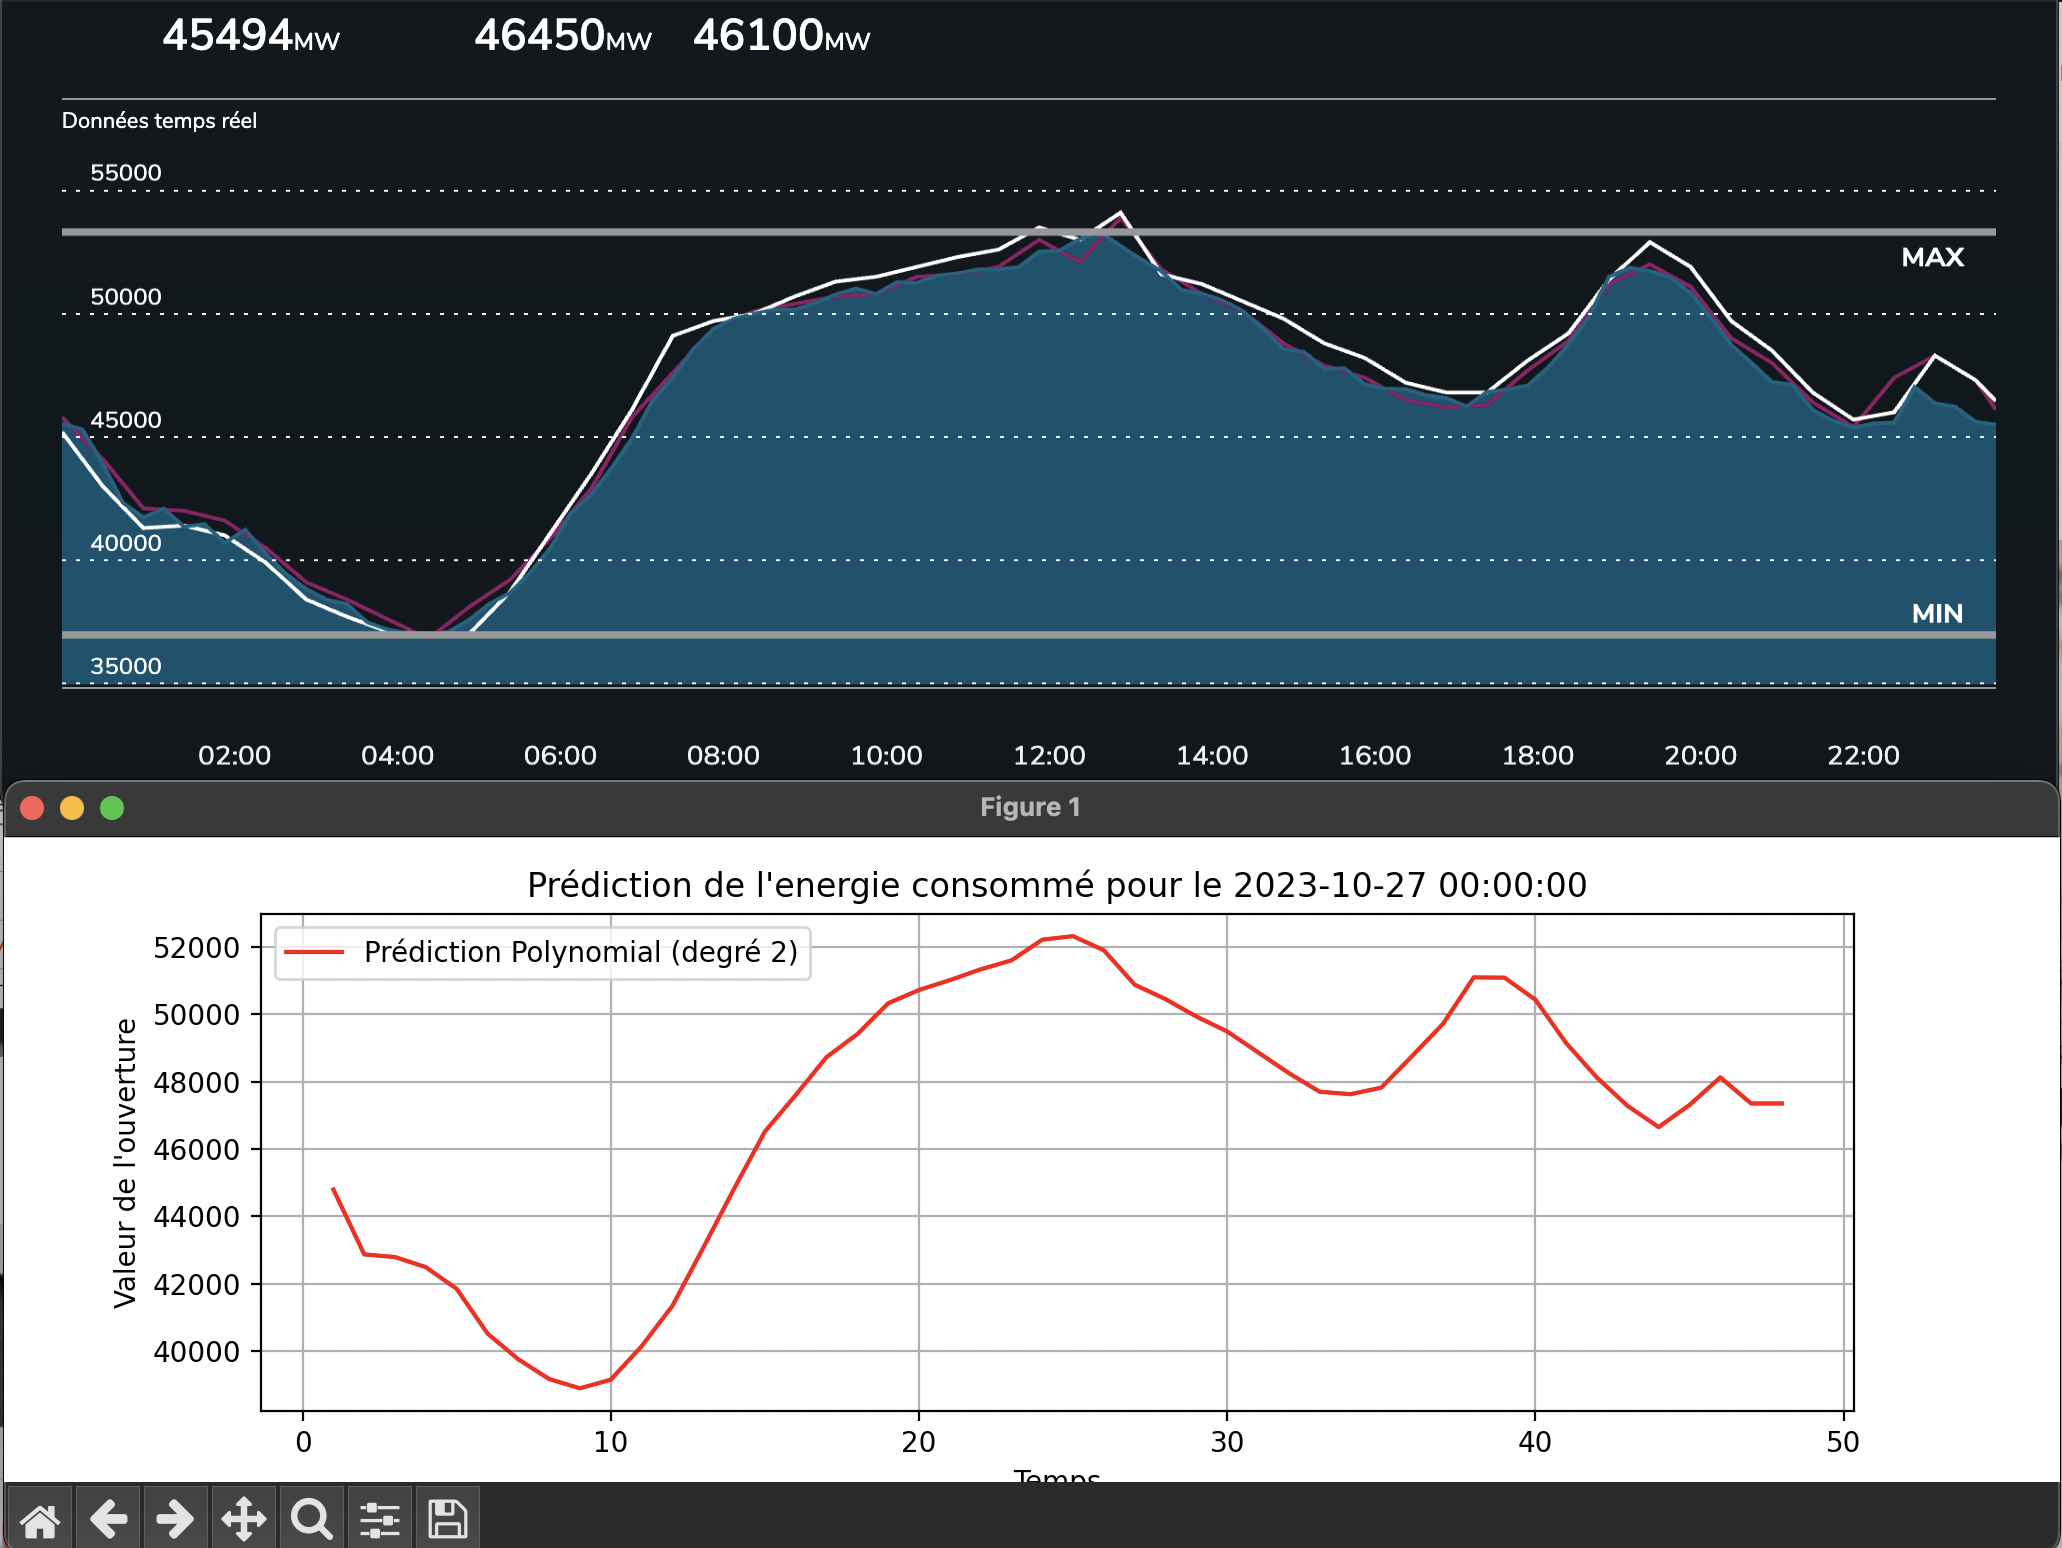 45494MW 46450MW 46100MW
Données temps réel
55000
MAX
50000
45000
40000
MIN
35000
02:00 04:00 06:00 08:00 10:00 12:00 14:00 16:00 18:00 20:00 22:00
Figure 1
Prédiction de l'energie consommé pour le 2023-10-27 00:00:00
Prédiction Polynomial (degré 2)
Valeur de l'ouverture
52000
50000
48000
46000
44000
42000
40000
0 10 20 30 40 50
Temps